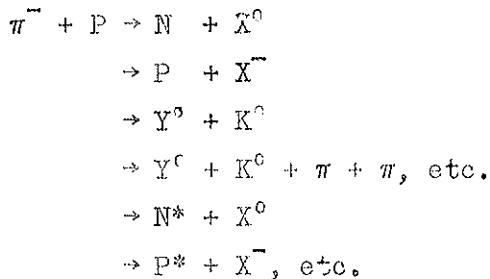 π⁻ + P → N + X⁰
→ P + X⁻
→ Y⁰ + K⁰
→ Y⁰ + K⁰ + π + π, etc.
→ N* + X⁰
→ P* + X⁻, etc.